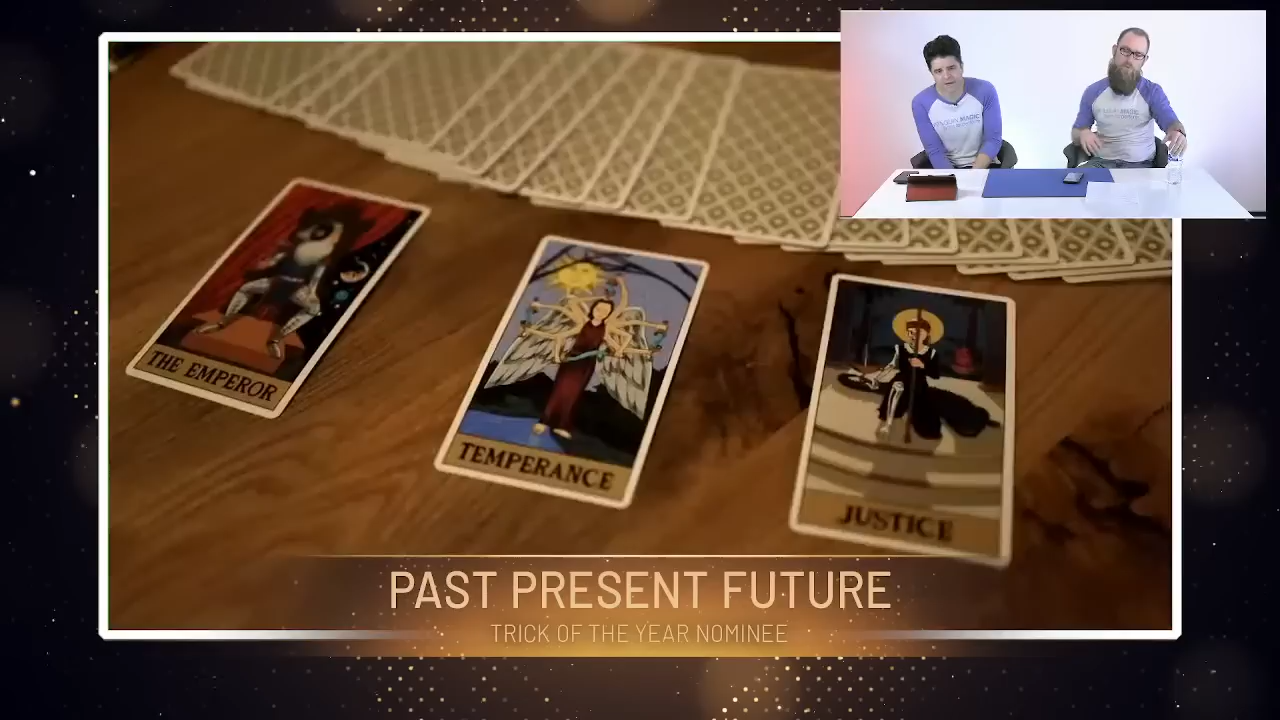 THE EMPEROR
TEMPERANCE
JUSTICE
PAST PRESENT FUTURE
TRICK OF THE YEAR NOMINEE